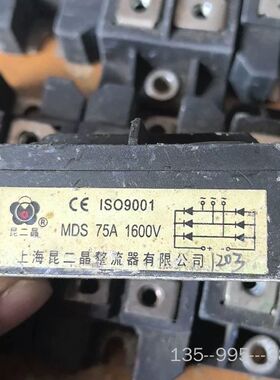 CE ISO9001
昆二晶®
MDS 75A 1600V
上海昆二晶整流器有限公司 203
135--995---